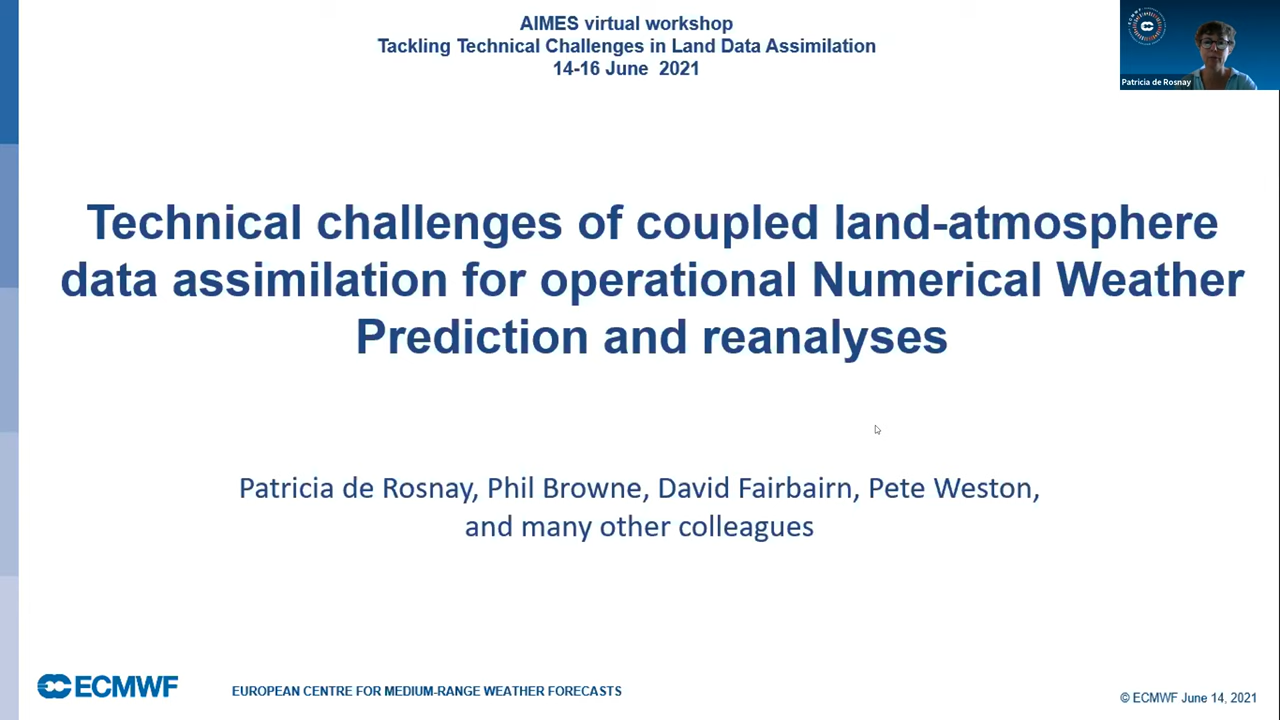 AIMES virtual workshop
Tackling Technical Challenges in Land Data Assimilation
14-16 June 2021
Patricia de Rosnay
Technical challenges of coupled land-atmosphere
data assimilation for operational Numerical Weather
Prediction and reanalyses
Patricia de Rosnay, Phil Browne, David Fairbairn, Pete Weston,
and many other colleagues
ECMWF
EUROPEAN CENTRE FOR MEDIUM-RANGE WEATHER FORECASTS
© ECMWF June 14, 2021